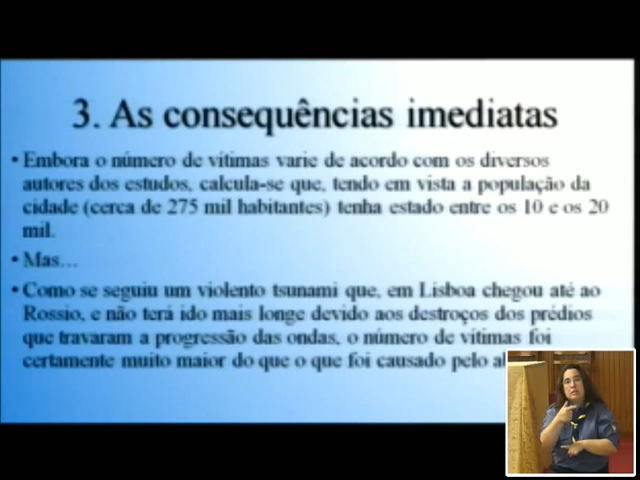 3. As consequências imediatas
• Embora o número de vítimas varie de acordo com os diversos
autores dos estudos, calcula-se que, tendo em vista a população da
cidade (cerca de 275 mil habitantes) tenha estado entre os 10 e os 20
mil.
• Mas...
• Como se seguiu um violento tsunami que, em Lisboa chegou até ao
Rossio, e não terá ido mais longe devido aos destroços dos prédios
que travaram a progressão das ondas, o número de vítimas foi
certamente muito maior do que o que foi causado pelo